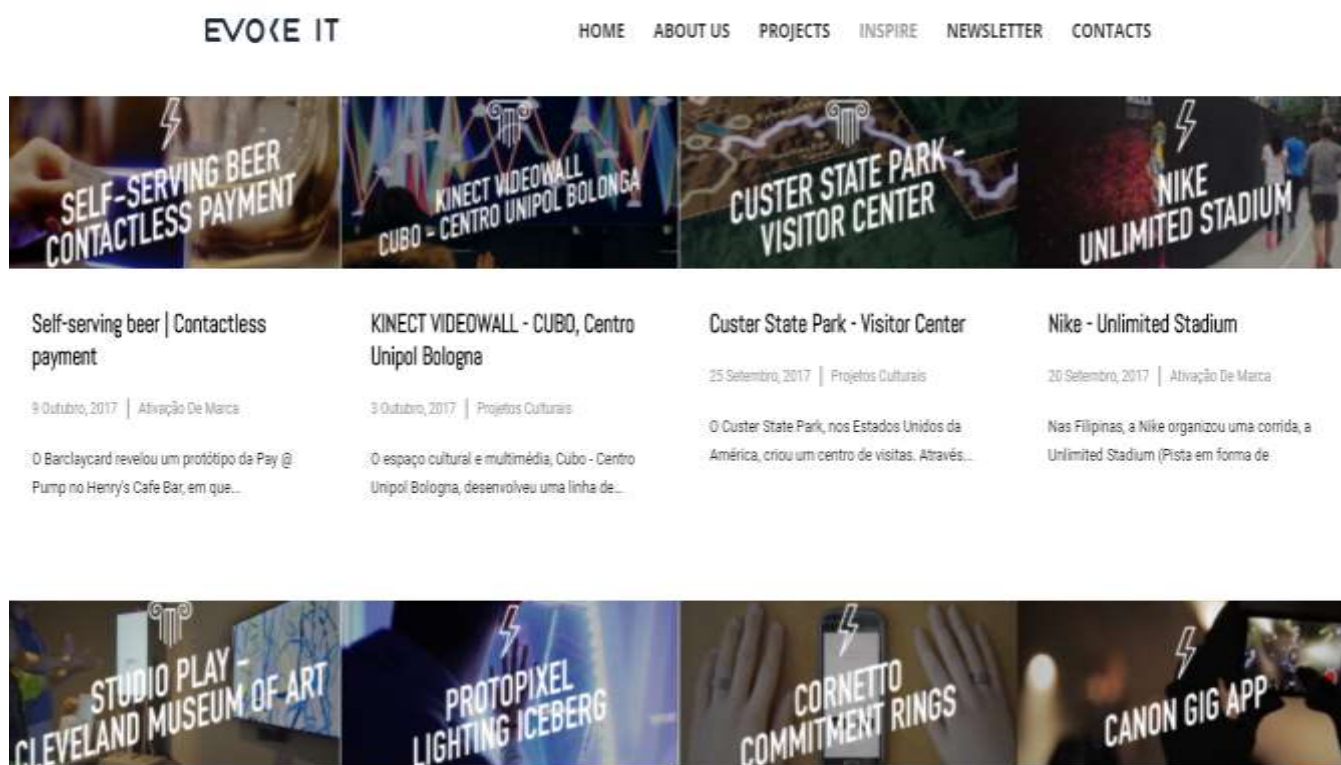 EVOKE IT
HOME ABOUT US PROJECTS INSPIRE NEWSLETTER CONTACTS
SELF-SERVING BEER
CONTACTLESS PAYMENT
KINECT VIDEOWALL
CUBO - CENTRO UNIPOL BOLONGA
CUSTER STATE PARK -
VISITOR CENTER
NIKE
UNLIMITED STADIUM
Self-serving beer | Contactless
payment
9 Outubro, 2017 | Ativação De Marca
O Barclaycard revelou um protótipo da Pay @
Pump no Henry's Cafe Bar, em que...
KINECT VIDEOWALL - CUBO, Centro
Unipol Bologna
3 Outubro, 2017 | Projetos Culturais
O espaço cultural e multimédia, Cubo - Centro
Unipol Bologna, desenvolveu uma linha de...
Custer State Park - Visitor Center
25 Setembro, 2017 | Projetos Culturais
O Custer State Park, nos Estados Unidos da
América, criou um centro de visitas. Através...
Nike - Unlimited Stadium
20 Setembro, 2017 | Ativação De Marca
Nas Filipinas, a Nike organizou uma corrida, a
Unlimited Stadium (Pista em forma de
STUDIO PLAY -
CLEVELAND MUSEUM OF ART
PROTOPIXEL
LIGHTING ICEBERG
CORNETTO
COMMITMENT RINGS
CANON GIG APP